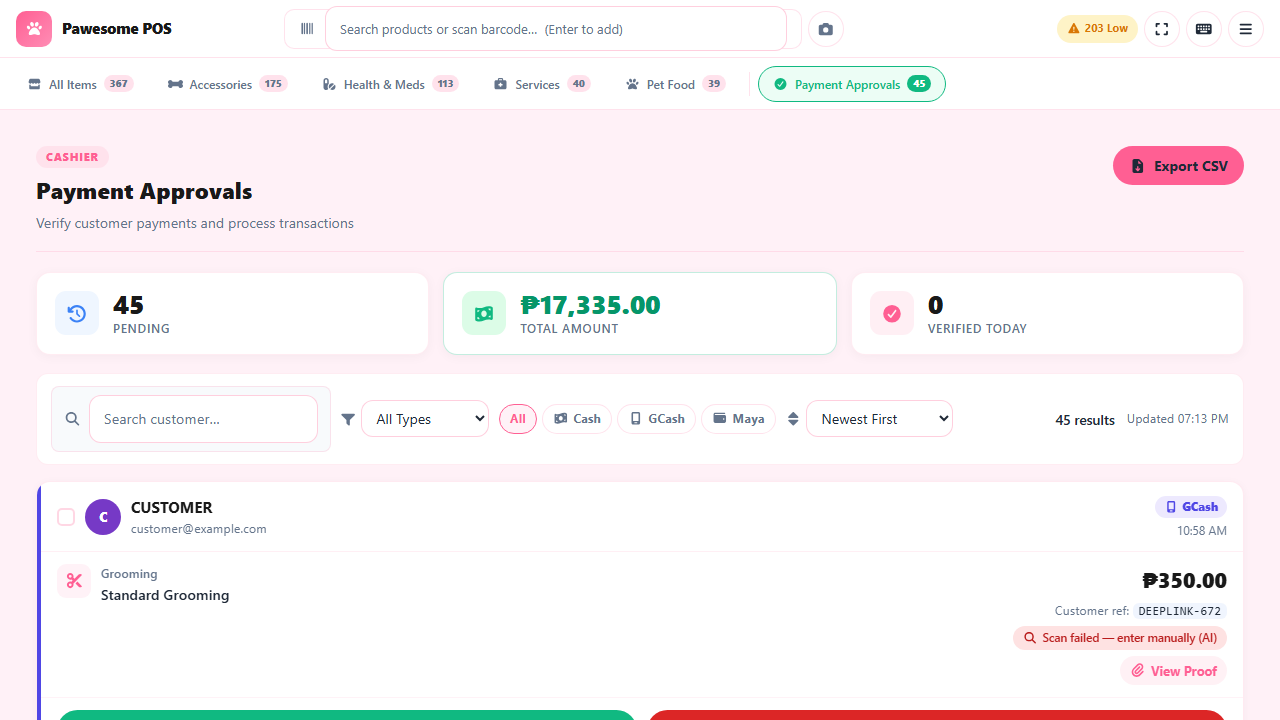 Pawesome POS
Search products or scan barcode... (Enter to add)
203 Low
All Items 367
Accessories 175
Health & Meds 113
Services 40
Pet Food 39
Payment Approvals 45
CASHIER
Payment Approvals
Verify customer payments and process transactions
Export CSV
45
PENDING
₱17,335.00
TOTAL AMOUNT
0
VERIFIED TODAY
Search customer...
All Types
All
Cash
GCash
Maya
Newest First
45 results
Updated 07:13 PM
C
CUSTOMER
customer@example.com
GCash
10:58 AM
Grooming
Standard Grooming
₱350.00
Customer ref: DEEPLINK-672
Scan failed — enter manually (AI)
View Proof